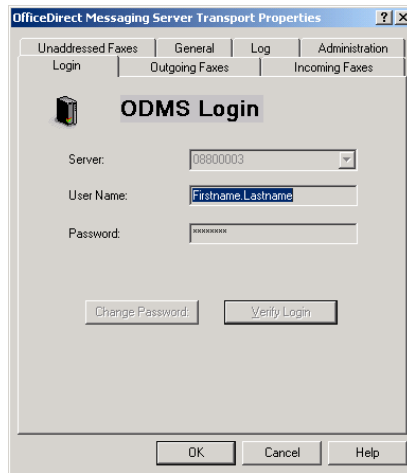 OfficeDirect Messaging Server Transport Properties
Unaddressed Faxes General Log Administration
Login Outgoing Faxes Incoming Faxes
ODMS Login
Server: 08800003
User Name: Firstname.Lastname
Password: ********
Change Password: Verify Login
OK Cancel Help